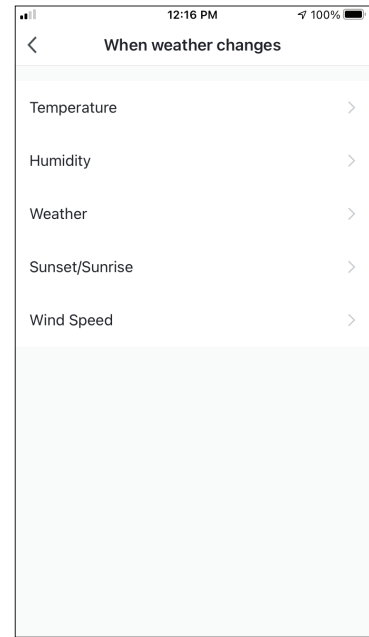 12:16 PM 100%
When weather changes
Temperature
Humidity
Weather
Sunset/Sunrise
Wind Speed